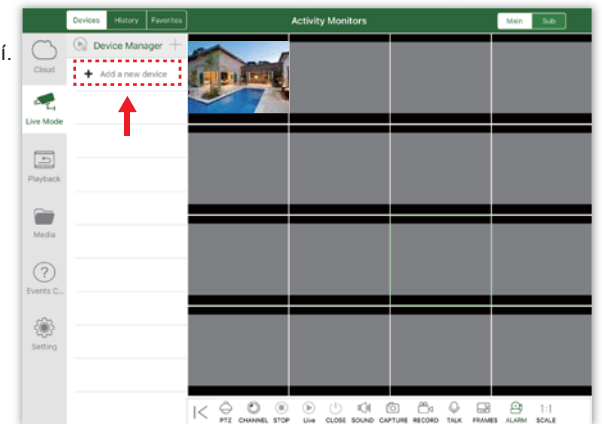 í.
Devices History Favorites Activity Monitors Main Sub
Cloud
Device Manager
Add a new device
Live Mode
Playback
Media
Events C...
Setting
PTZ CHANNEL STOP Live CLOSE SOUND CAPTURE RECORD TALK FRAMES ALARM 1:1 SCALE